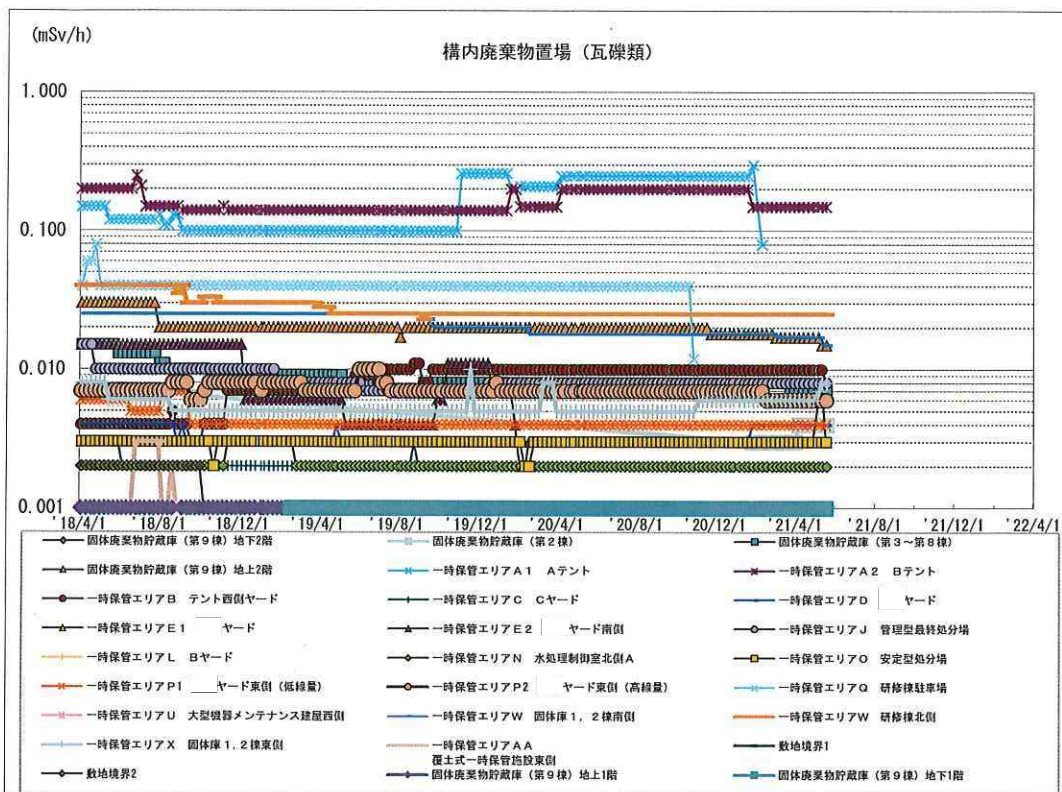 (mSv/h)
構内廃棄物置場(瓦礫類)
1.000
0.100
0.010
0.001
18/4/1 18/8/1 18/12/1 19/4/1 19/8/1 19/12/1 20/4/1 20/8/1 20/12/1 21/4/1 21/8/1 21/12/1 22/4/1
固体廃棄物貯蔵庫(第9棟)地下2階 固体廃棄物貯蔵庫(第2棟) 固体廃棄物貯蔵庫(第3~第8棟)
固体廃棄物貯蔵庫(第9棟)地上2階 一時保管エリアA1 Aテント 一時保管エリアA2 Bテント
一時保管エリアB テント西側ヤード 一時保管エリアC Cヤード 一時保管エリアD ヤード
一時保管エリアE1 ヤード 一時保管エリアE2 ヤード南側 一時保管エリアJ 管理型最終処分場
一時保管エリアL Bヤード 一時保管エリアN 水処理制御室北側A 一時保管エリアO 安定型処分場
一時保管エリアP1 ヤード東側(低線量) 一時保管エリアP2 ヤード東側(高線量) 一時保管エリアQ 研修棟駐車場
一時保管エリアU 大型機器メンテナンス建屋西側 一時保管エリアW 固体庫1,2棟南側 一時保管エリアW 研修棟北側
一時保管エリアX 固体庫1,2棟東側 一時保管エリアAA 敷地境界1
覆土式一時保管施設東側
敷地境界2 固体廃棄物貯蔵庫(第9棟)地上1階 固体廃棄物貯蔵庫(第9棟)地下1階